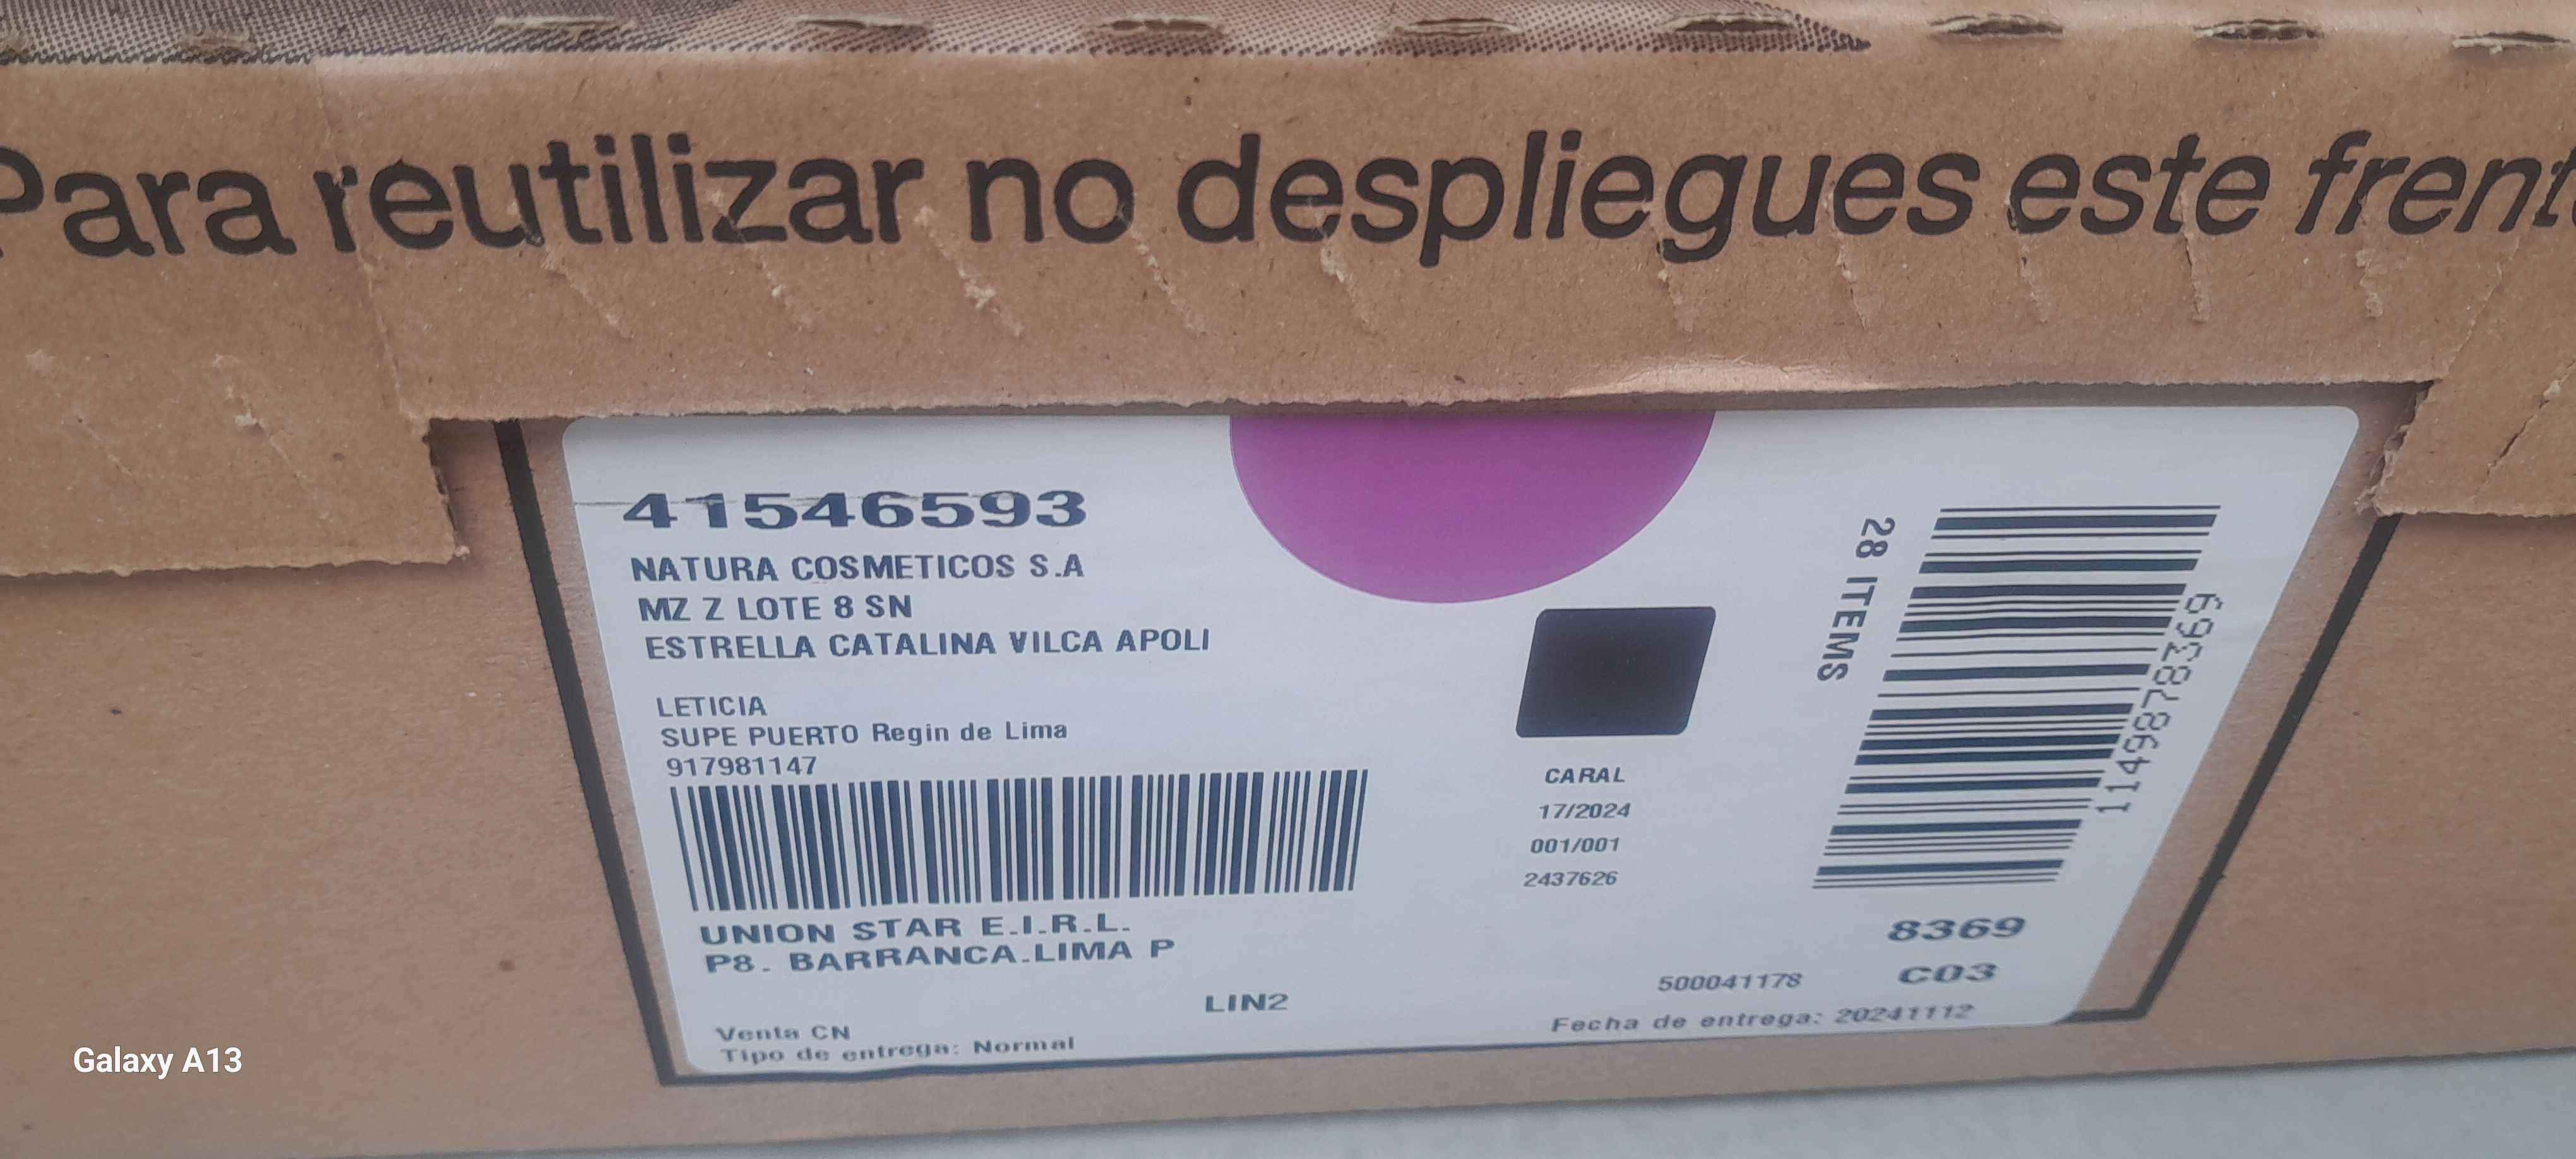 Para reutilizar no despliegues este frent
41546593
NATURA COSMETICOS S.A
MZ Z LOTE 8 SN
ESTRELLA CATALINA VILCA APOLI
LETICIA
SUPE PUERTO Regin de Lima
917981147
UNION STAR E.I.R.L.
P8. BARRANCA.LIMA P
LIN2
Venta CN
Tipo de entrega: Normal
CARAL
17/2024
001/001
2437626
28 ITEMS
11498788369
8369
C03
500041178
Fecha de entrega: 20241112
Galaxy A13